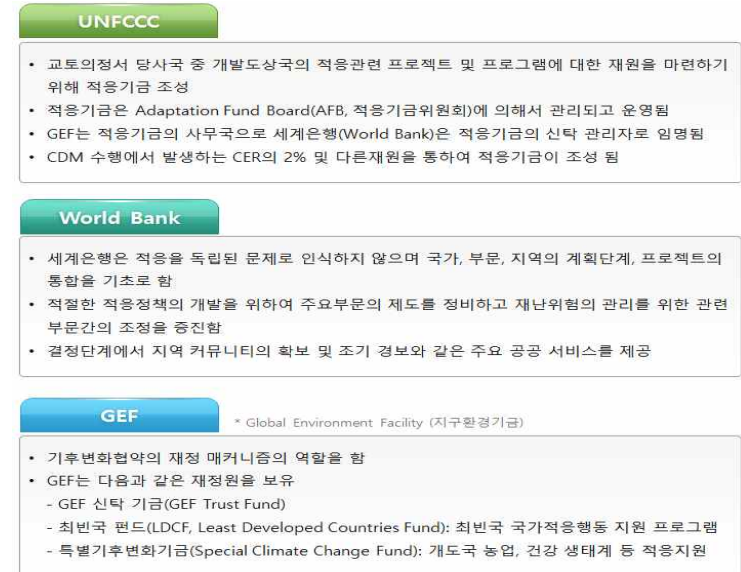 UNFCCC
• 교토의정서 당사국 중 개발도상국의 적응관련 프로젝트 및 프로그램에 대한 재원을 마련하기
위해 적응기금 조성
• 적응기금은 Adaptation Fund Board(AFB, 적응기금위원회)에 의해서 관리되고 운영됨
• GEF는 적응기금의 사무국으로 세계은행(World Bank)은 적응기금의 신탁 관리자로 임명됨
• CDM 수행에서 발생하는 CER의 2% 및 다른재원을 통하여 적응기금이 조성 됨
World Bank
• 세계은행은 적응을 독립된 문제로 인식하지 않으며 국가, 부문, 지역의 계획단계, 프로젝트의
통합을 기초로 함
• 적절한 적응정책의 개발을 위하여 주요부문의 제도를 정비하고 재난위험의 관리를 위한 관련
부문간의 조정을 증진함
• 결정단계에서 지역 커뮤니티의 확보 및 조기 경보와 같은 주요 공공 서비스를 제공
GEF
* Global Environment Facility (지구환경기금)
• 기후변화협약의 재정 매커니즘의 역할을 함
• GEF는 다음과 같은 재정원을 보유
- GEF 신탁 기금(GEF Trust Fund)
- 최빈국 펀드(LDCF, Least Developed Countries Fund): 최빈국 국가적응행동 지원 프로그램
- 특별기후변화기금(Special Climate Change Fund): 개도국 농업, 건강 생태계 등 적응지원